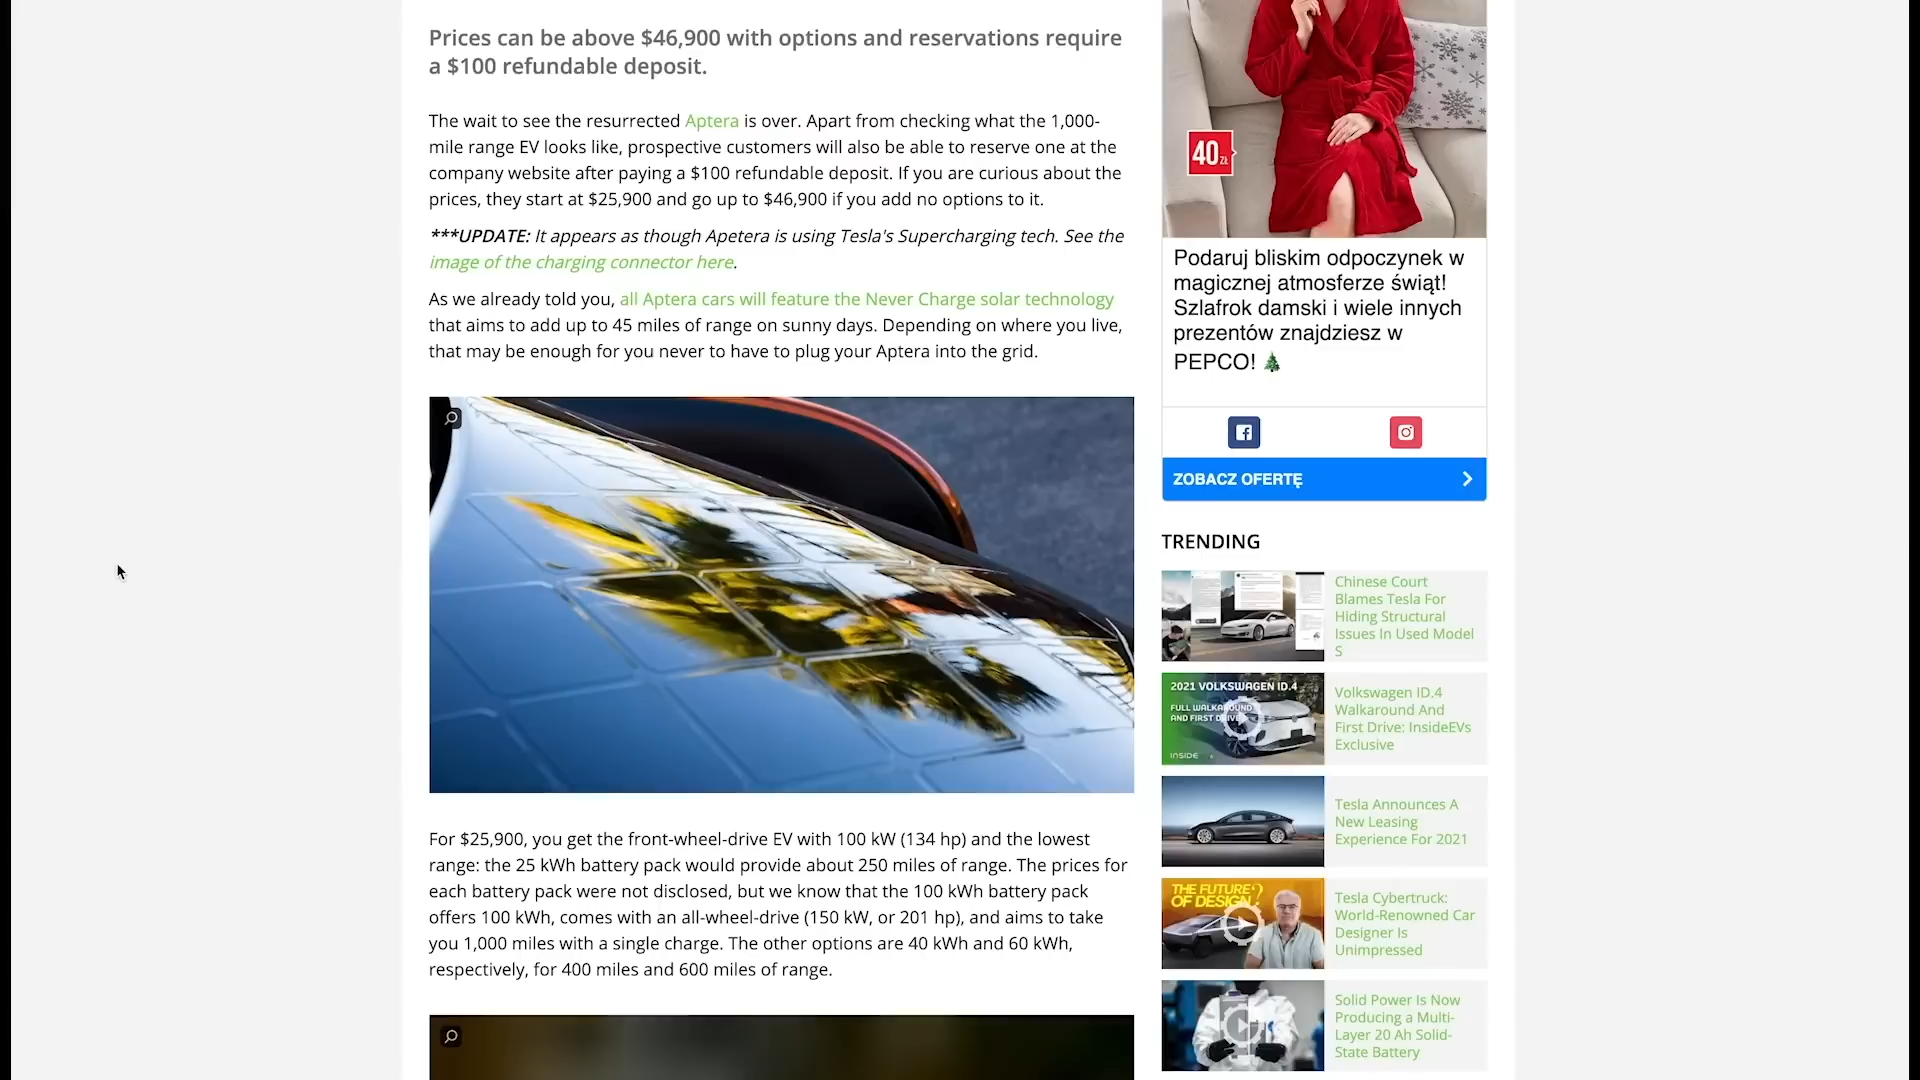 Prices can be above $46,900 with options and reservations require
a $100 refundable deposit.
The wait to see the resurrected Aptera is over. Apart from checking what the 1,000-
mile range EV looks like, prospective customers will also be able to reserve one at the
company website after paying a $100 refundable deposit. If you are curious about the
prices, they start at $25,900 and go up to $46,900 if you add no options to it.
***UPDATE: It appears as though Apetera is using Tesla's Supercharging tech. See the
image of the charging connector here.
As we already told you, all Aptera cars will feature the Never Charge solar technology
that aims to add up to 45 miles of range on sunny days. Depending on where you live,
that may be enough for you never to have to plug your Aptera into the grid.
For $25,900, you get the front-wheel-drive EV with 100 kW (134 hp) and the lowest
range: the 25 kWh battery pack would provide about 250 miles of range. The prices for
each battery pack were not disclosed, but we know that the 100 kWh battery pack
offers 100 kWh, comes with an all-wheel-drive (150 kW, or 201 hp), and aims to take
you 1,000 miles with a single charge. The other options are 40 kWh and 60 kWh,
respectively, for 400 miles and 600 miles of range.
40 ZŁ
Podaruj bliskim odpoczynek w
magicznej atmosferze świąt!
Szlafrok damski i wiele innych
prezentów znajdziesz w
PEPCO! 🎄
ZOBACZ OFERTĘ
TRENDING
Chinese Court
Blames Tesla For
Hiding Structural
Issues In Used Model
S
2021 VOLKSWAGEN ID.4
FULL WALKAROUND
AND FIRST DRIVE
INSIDE
Volkswagen ID.4
Walkaround And
First Drive: InsideEVs
Exclusive
Tesla Announces A
New Leasing
Experience For 2021
THE FUTURE
OF DESIGN?
Tesla Cybertruck:
World-Renowned Car
Designer Is
Unimpressed
Solid Power Is Now
Producing a Multi-
Layer 20 Ah Solid-
State Battery